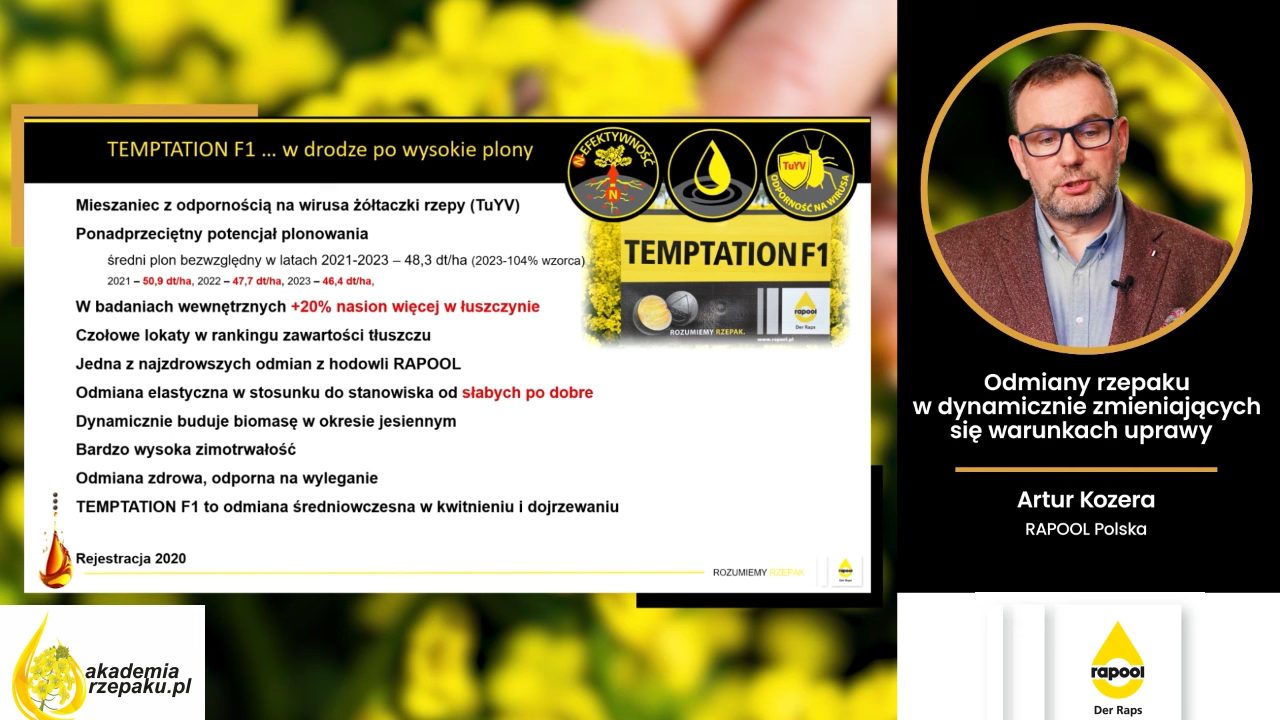 TEMPTATION F1 ... w drodze po wysokie plony
N-EFEKTYWNOŚĆ
N
TuYV
ODPORNOŚĆ NA WIRUSA
Mieszaniec z odpornością na wirusa żółtaczki rzepy (TuYV)
Ponadprzeciętny potencjał plonowania
średni plon bezwzględny w latach 2021-2023 – 48,3 dt/ha (2023-104% wzorca)
2021 – 50,9 dt/ha, 2022 – 47,7 dt/ha, 2023 – 46,4 dt/ha,
W badaniach wewnętrznych +20% nasion więcej w łuszczynie
Czołowe lokaty w rankingu zawartości tłuszczu
Jedna z najzdrowszych odmian z hodowli RAPOOL
Odmiana elastyczna w stosunku do stanowiska od słabych po dobre
Dynamicznie buduje biomasę w okresie jesiennym
Bardzo wysoka zimotrwałość
Odmiana zdrowa, odporna na wyleganie
TEMPTATION F1 to odmiana średniowczesna w kwitnieniu i dojrzewaniu
Rejestracja 2020
TEMPTATION F1
rapool
Der Raps
ROZUMIEMY RZEPAK.
www.rapool.pl
ROZUMIEMY RZEPAK
rapool
Der Raps
akademia
rzepaku.pl
Odmiany rzepaku
w dynamicznie zmieniających
się warunkach uprawy
Artur Kozera
RAPOOL Polska
rapool
Der Raps